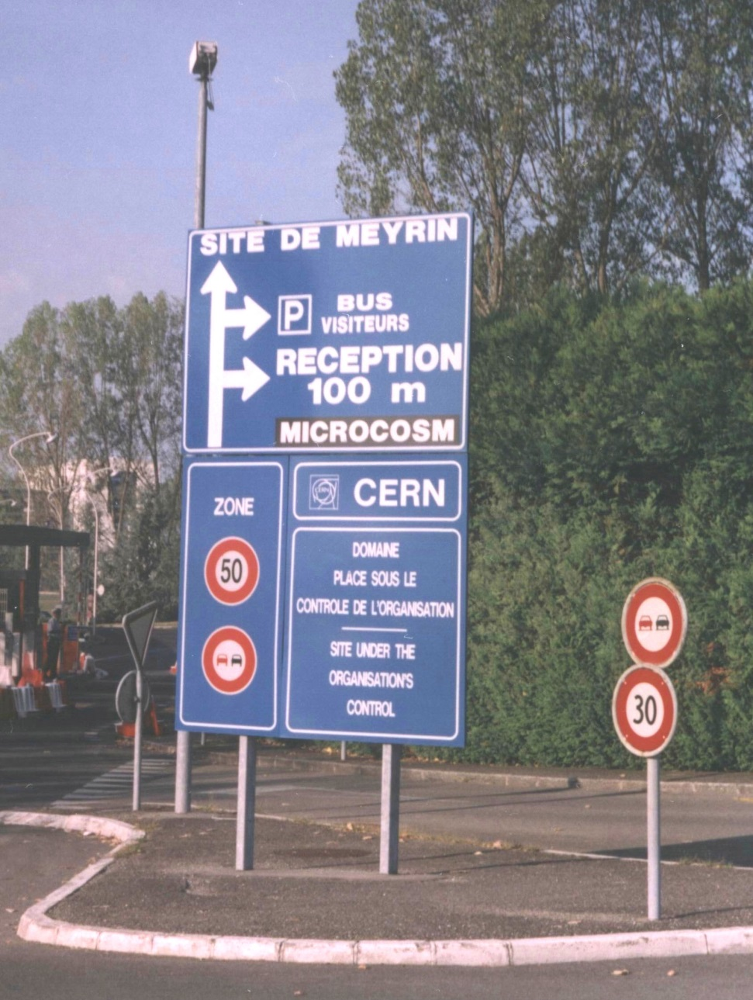 SITE DE MEYRIN
P
BUS
VISITEURS
RECEPTION
100 m
MICROCOSM
ZONE
50
CERN
CERN
DOMAINE
PLACE SOUS LE
CONTROLE DE L'ORGANISATION
SITE UNDER THE
ORGANISATION'S
CONTROL
30